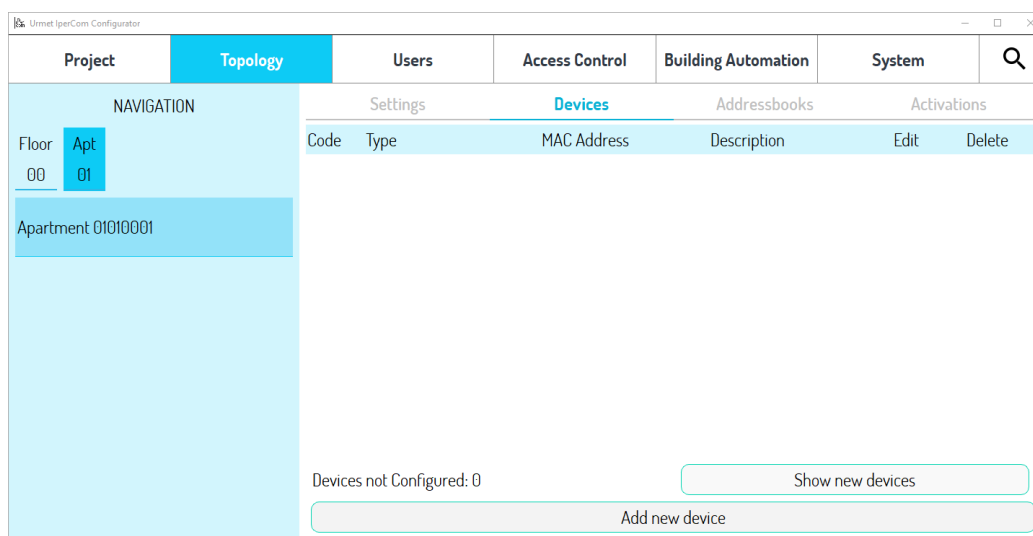 Urmet IperCom Configurator
Project Topology Users Access Control Building Automation System
NAVIGATION
Settings Devices Addressbooks Activations
Code Type MAC Address Description Edit Delete
Floor Apt
00 01
Apartment 01010001
Devices not Configured: 0
Show new devices
Add new device